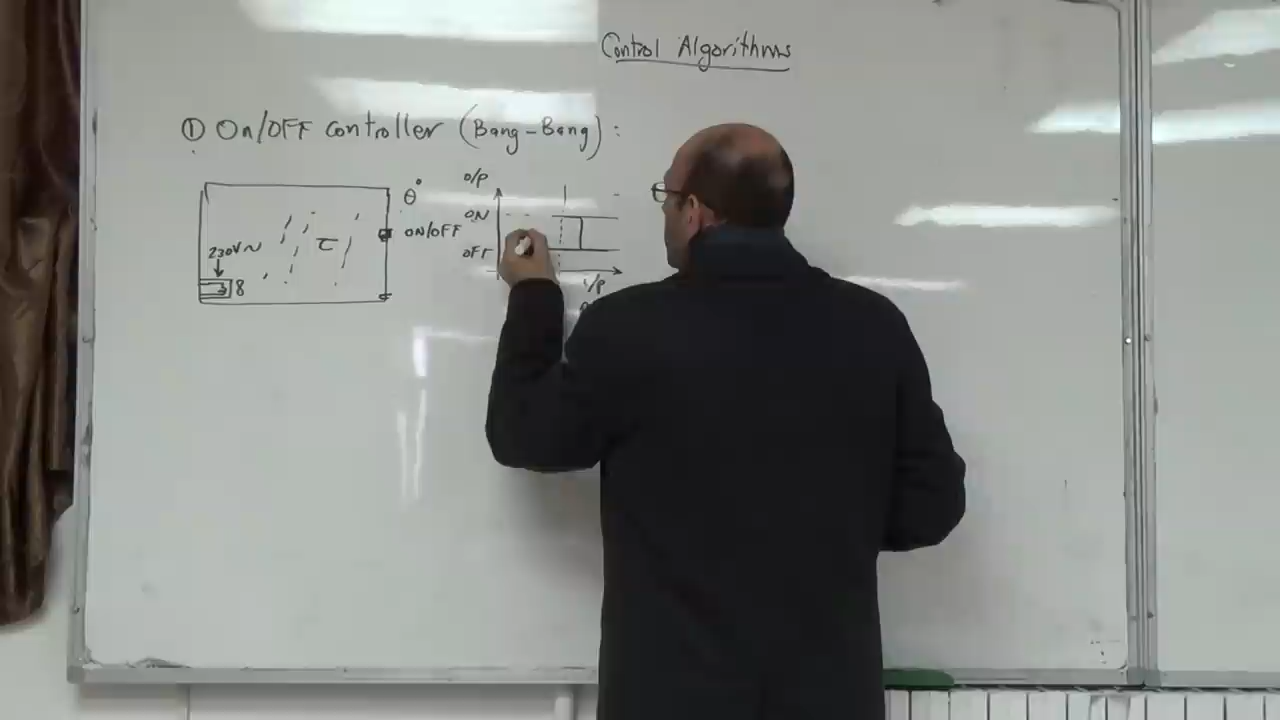 Control Algorithms
① On/OFF controller (Bang-Bang):
θ°
ON/OFF
230V~
τ
8
O/P
ON
OFF
i/p